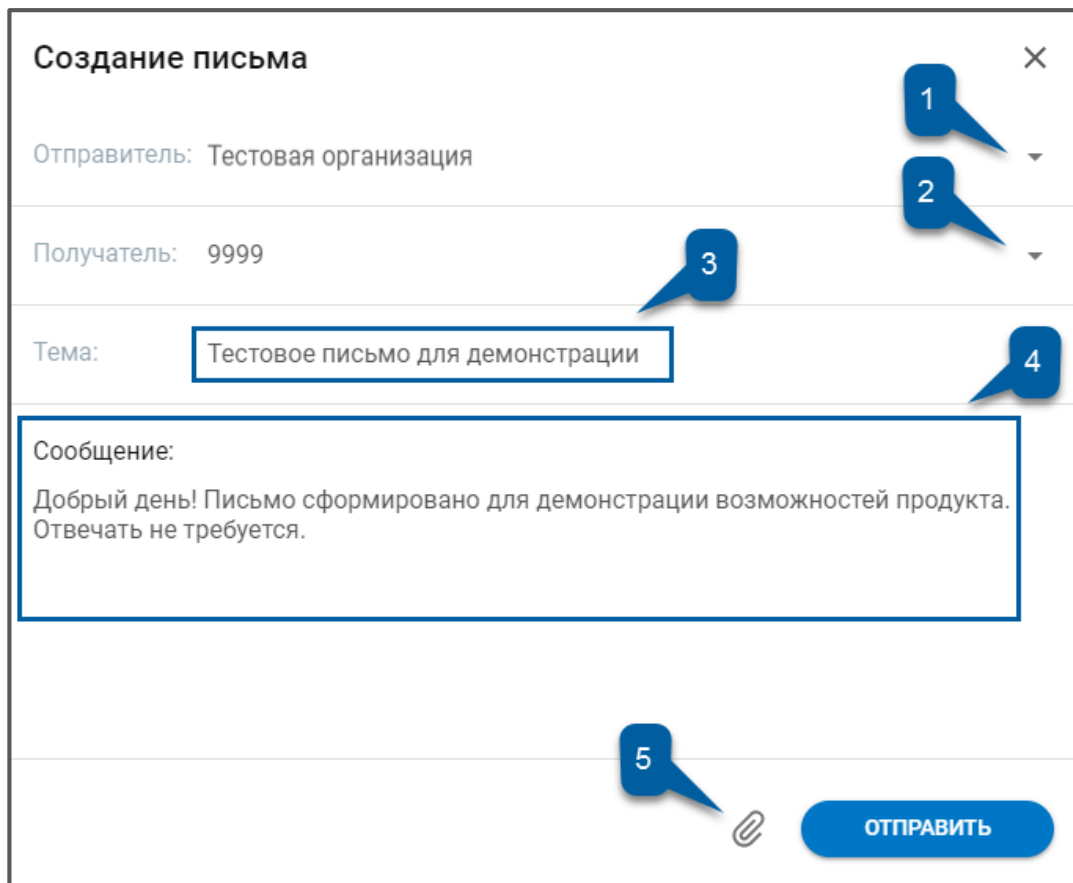 Создание письма
1
Отправитель: Тестовая организация
2
Получатель: 9999
3
Тема: Тестовое письмо для демонстрации
4
Сообщение:
Добрый день! Письмо сформировано для демонстрации возможностей продукта.
Отвечать не требуется.
5
ОТПРАВИТЬ